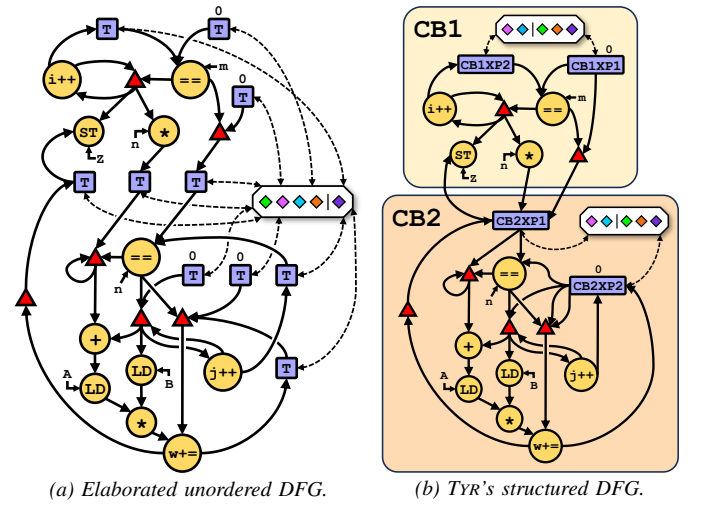 0
T
T
i++
==
m
0
T
ST
n
*
Z
T
T
T
==
n
0
T
0
T
T
+
A
LD
LD
B
j++
T
*
w+=
(a) Elaborated unordered DFG.
CB1
0
CB1XP2
CB1XP1
i++
==
m
ST
n
*
Z
CB2
CB2XP1
==
n
0
CB2XP2
+
A
LD
LD
B
j++
*
w+=
(b) TYR's structured DFG.